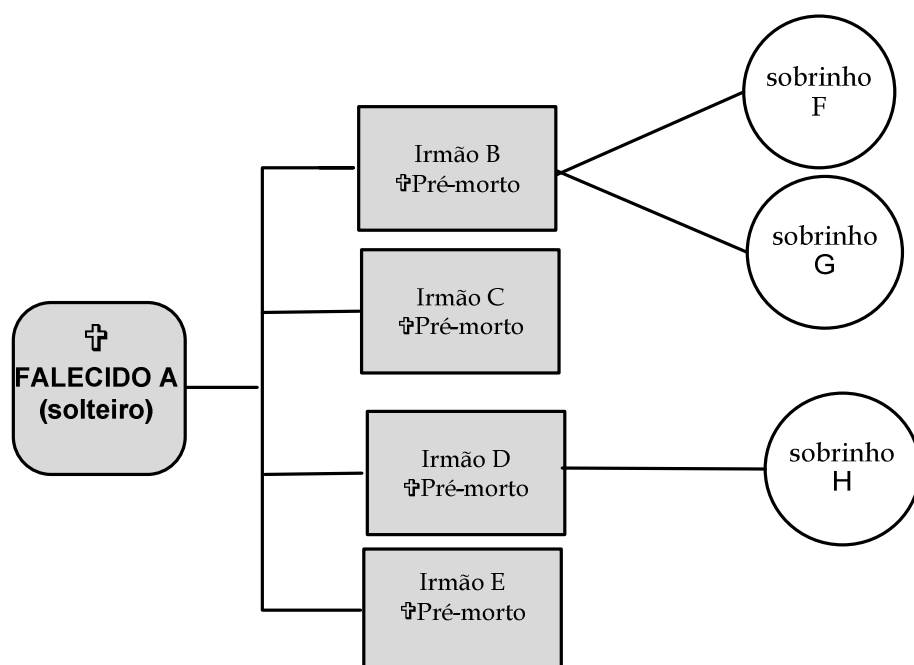 sobrinho
F
Irmão B
✞Pré-morto
sobrinho
G
Irmão C
✞Pré-morto
✞
FALECIDO A
(solteiro)
Irmão D
✞Pré-morto
sobrinho
H
Irmão E
✞Pré-morto